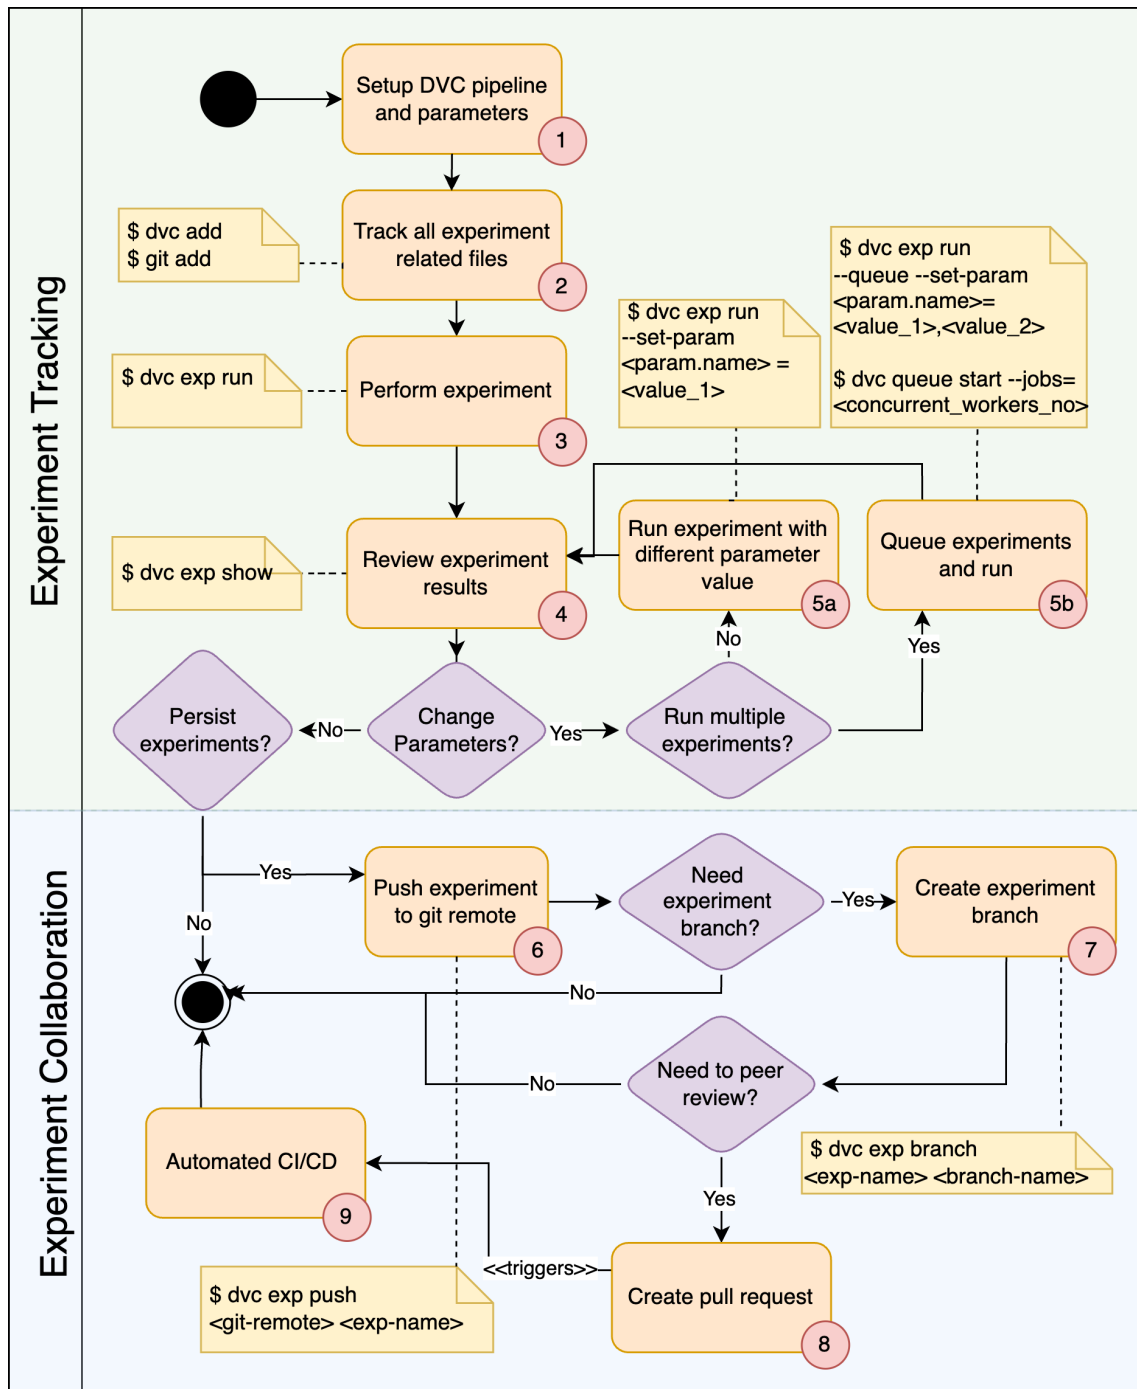 Experiment Tracking
Setup DVC pipeline
and parameters
1
$ dvc add
$ git add
Track all experiment
related files
2
$ dvc exp run
Perform experiment
3
$ dvc exp run
--set-param
<param.name> =
<value_1>
$ dvc exp run
--queue --set-param
<param.name>=
<value_1>,<value_2>
$ dvc queue start --jobs=
<concurrent_workers_no>
$ dvc exp show
Review experiment
results
4
Run experiment with
different parameter
value
5a
Queue experiments
and run
5b
No
Yes
Persist
experiments?
No
Change
Parameters?
Yes
Run multiple
experiments?
Experiment Collaboration
Yes
No
Push experiment
to git remote
6
Need
experiment
branch?
Yes
Create experiment
branch
7
No
Need to peer
review?
No
$ dvc exp branch
<exp-name> <branch-name>
Yes
Automated CI/CD
9
<<triggers>>
Create pull request
8
$ dvc exp push
<git-remote> <exp-name>